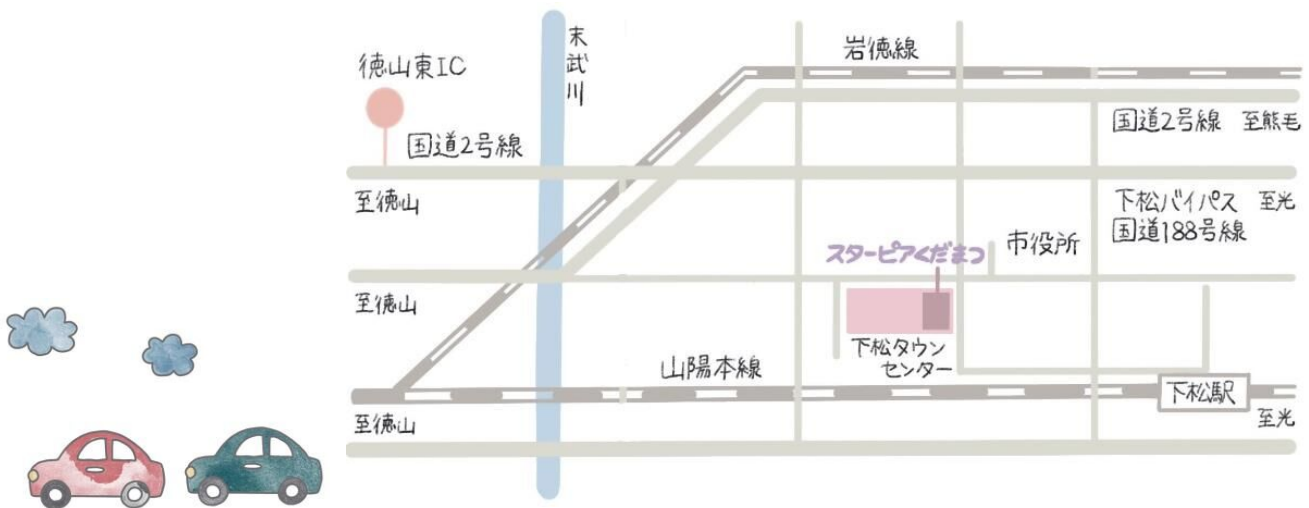 徳山東IC
末武川
岩徳線
国道2号線
国道2号線 至熊毛
至徳山
下松バイパス 至光
国道188号線
スターピアくだまつ
市役所
至徳山
下松タウン
センター
山陽本線
下松駅
至徳山
至光